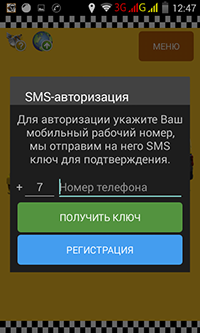 3G G 12:47
МЕНЮ
SMS-авторизация
Для авторизации укажите Ваш
мобильный рабочий номер,
мы отправим на него SMS
ключ для подтверждения.
+ 7 Номер телефона
ПОЛУЧИТЬ КЛЮЧ
РЕГИСТРАЦИЯ